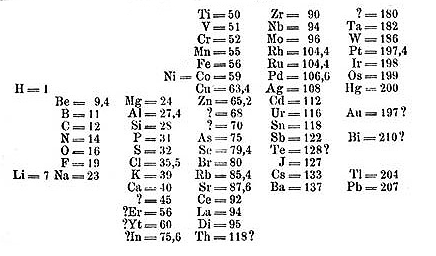 Ti = 50 Zr = 90 ? = 180
V = 51 Nb = 94 Ta = 182
Cr = 52 Mo = 96 W = 186
Mn = 55 Rh = 104,4 Pt = 197,4
Fe = 56 Ru = 104,4 Ir = 198
Ni = Co = 59 Pd = 106,6 Os = 199
H = 1 Cu = 63,4 Ag = 108 Hg = 200
Be = 9,4 Mg = 24 Zn = 65,2 Cd = 112
B = 11 Al = 27,4 ? = 68 Ur = 116 Au = 197?
C = 12 Si = 28 ? = 70 Sn = 118
N = 14 P = 31 As = 75 Sb = 122 Bi = 210?
O = 16 S = 32 Se = 79,4 Te = 128?
F = 19 Cl = 35,5 Br = 80 J = 127
Li = 7 Na = 23 K = 39 Rb = 85,4 Cs = 133 Tl = 204
Ca = 40 Sr = 87,6 Ba = 137 Pb = 207
? = 45 Ce = 92
?Er = 56 La = 94
?Yt = 60 Di = 95
?In = 75,6 Th = 118?